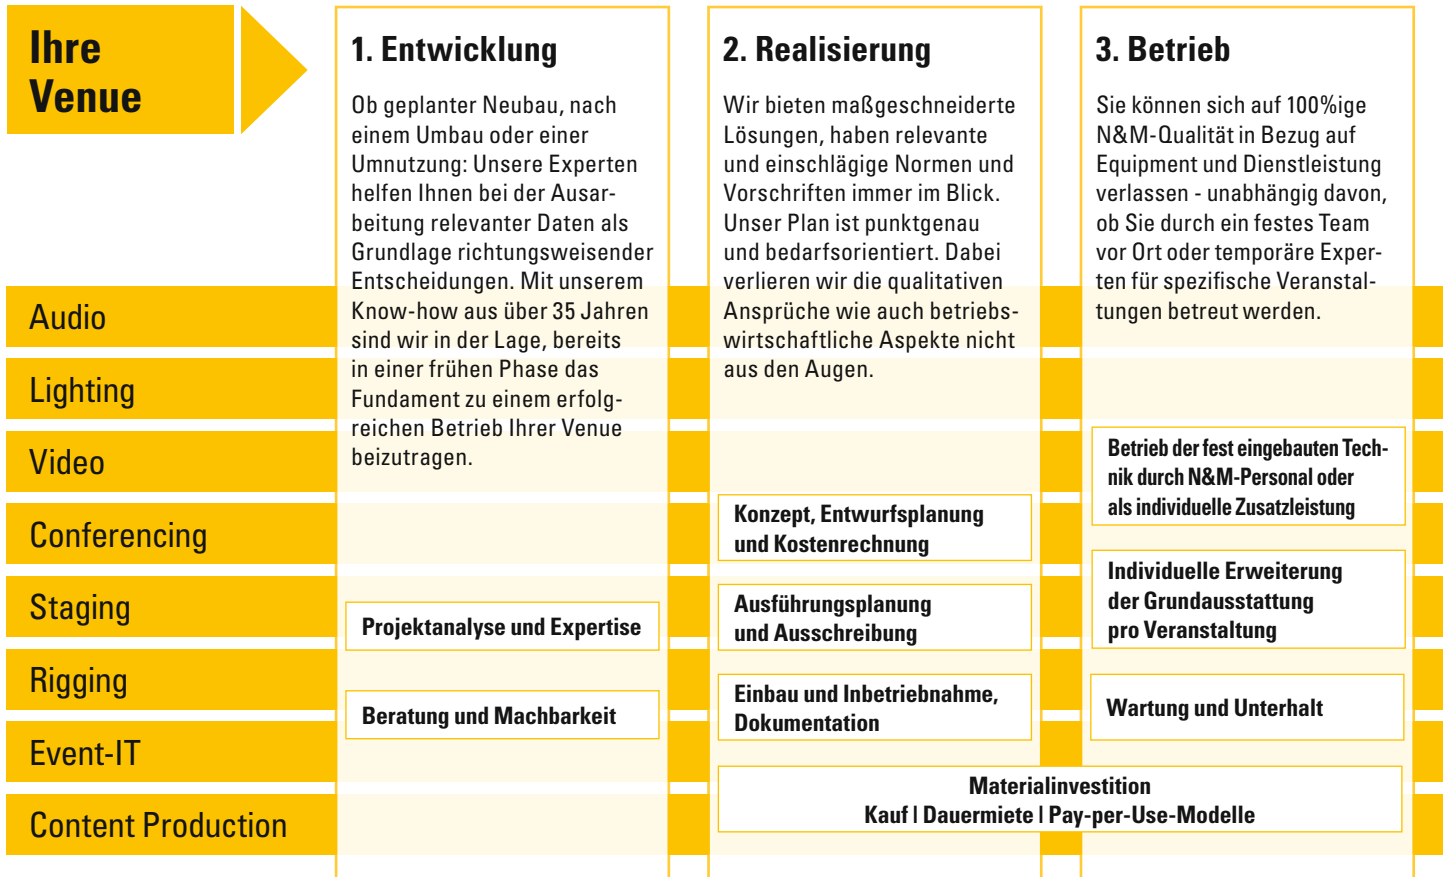 Ihre
Venue
1. Entwicklung
Ob geplanter Neubau, nach
einem Umbau oder einer
Umnutzung: Unsere Experten
helfen Ihnen bei der Ausar-
beitung relevanter Daten als
Grundlage richtungsweisender
Entscheidungen. Mit unserem
Know-how aus über 35 Jahren
sind wir in der Lage, bereits
in einer frühen Phase das
Fundament zu einem erfolg-
reichen Betrieb Ihrer Venue
beizutragen.
Projektanalyse und Expertise
Beratung und Machbarkeit
2. Realisierung
Wir bieten maßgeschneiderte
Lösungen, haben relevante
und einschlägige Normen und
Vorschriften immer im Blick.
Unser Plan ist punktgenau
und bedarfsorientiert. Dabei
verlieren wir die qualitativen
Ansprüche wie auch betriebs-
wirtschaftliche Aspekte nicht
aus den Augen.
Konzept, Entwurfsplanung
und Kostenrechnung
Ausführungsplanung
und Ausschreibung
Einbau und Inbetriebnahme,
Dokumentation
3. Betrieb
Sie können sich auf 100%ige
N&M-Qualität in Bezug auf
Equipment und Dienstleistung
verlassen - unabhängig davon,
ob Sie durch ein festes Team
vor Ort oder temporäre Exper-
ten für spezifische Veranstal-
tungen betreut werden.
Betrieb der fest eingebauten Tech-
nik durch N&M-Personal oder
als individuelle Zusatzleistung
Individuelle Erweiterung
der Grundausstattung
pro Veranstaltung
Wartung und Unterhalt
Materialinvestition
Kauf | Dauermiete | Pay-per-Use-Modelle
Audio
Lighting
Video
Conferencing
Staging
Rigging
Event-IT
Content Production